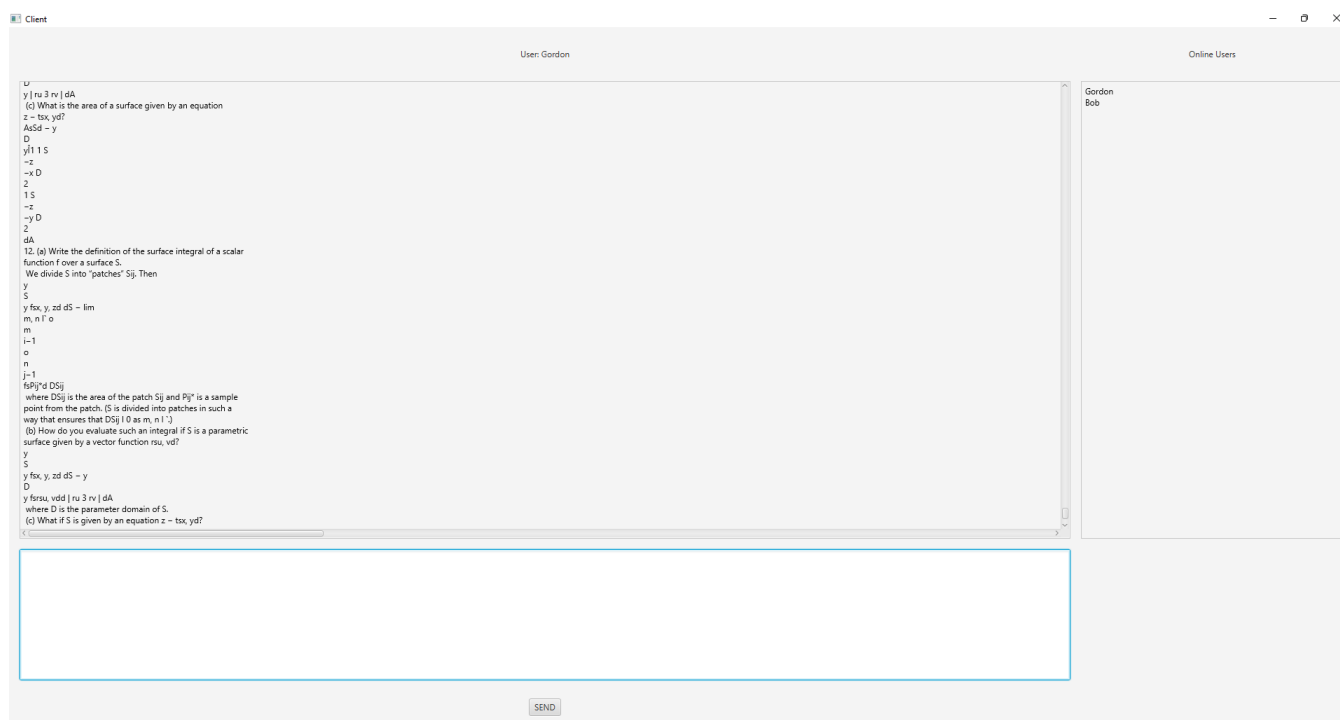 Client
User: Gordon
Online Users
D
y | ru 3 rv | dA
(c) What is the area of a surface given by an equation
z − tsx, yd?
AsSd − y
D
yÎ1 1 S
−z
−x D
2
1 S
−z
−y D
2
dA
12. (a) Write the definition of the surface integral of a scalar
function f over a surface S.
We divide S into “patches” Sij. Then
y
S
y fsx, y, zd dS − lim
m, n l ` o
m
i−1
o
n
j−1
fsPij*d DSij
where DSij is the area of the patch Sij and Pij* is a sample
point from the patch. (S is divided into patches in such a
way that ensures that DSij l 0 as m, n l `.)
(b) How do you evaluate such an integral if S is a parametric
surface given by a vector function rsu, vd?
y
S
y fsx, y, zd dS − y
D
y fsrsu, vdd | ru 3 rv | dA
where D is the parameter domain of S.
(c) What if S is given by an equation z − tsx, yd?
Gordon
Bob
SEND